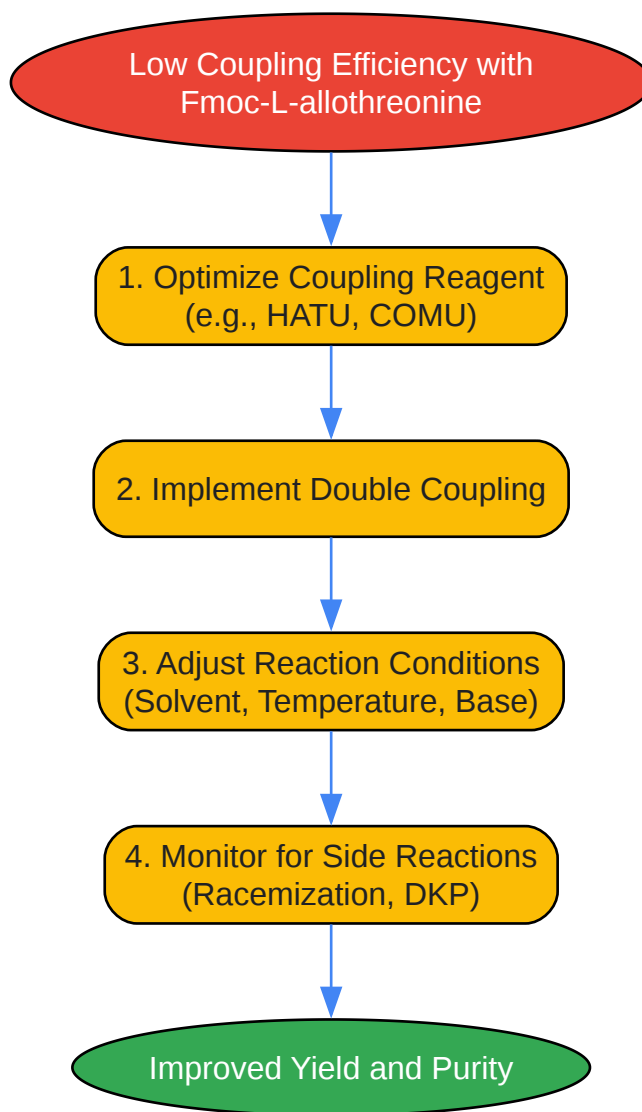 Low Coupling Efficiency with
Fmoc-L-allothreonine
1. Optimize Coupling Reagent
(e.g., HATU, COMU)
2. Implement Double Coupling
3. Adjust Reaction Conditions
(Solvent, Temperature, Base)
4. Monitor for Side Reactions
(Racemization, DKP)
Improved Yield and Purity